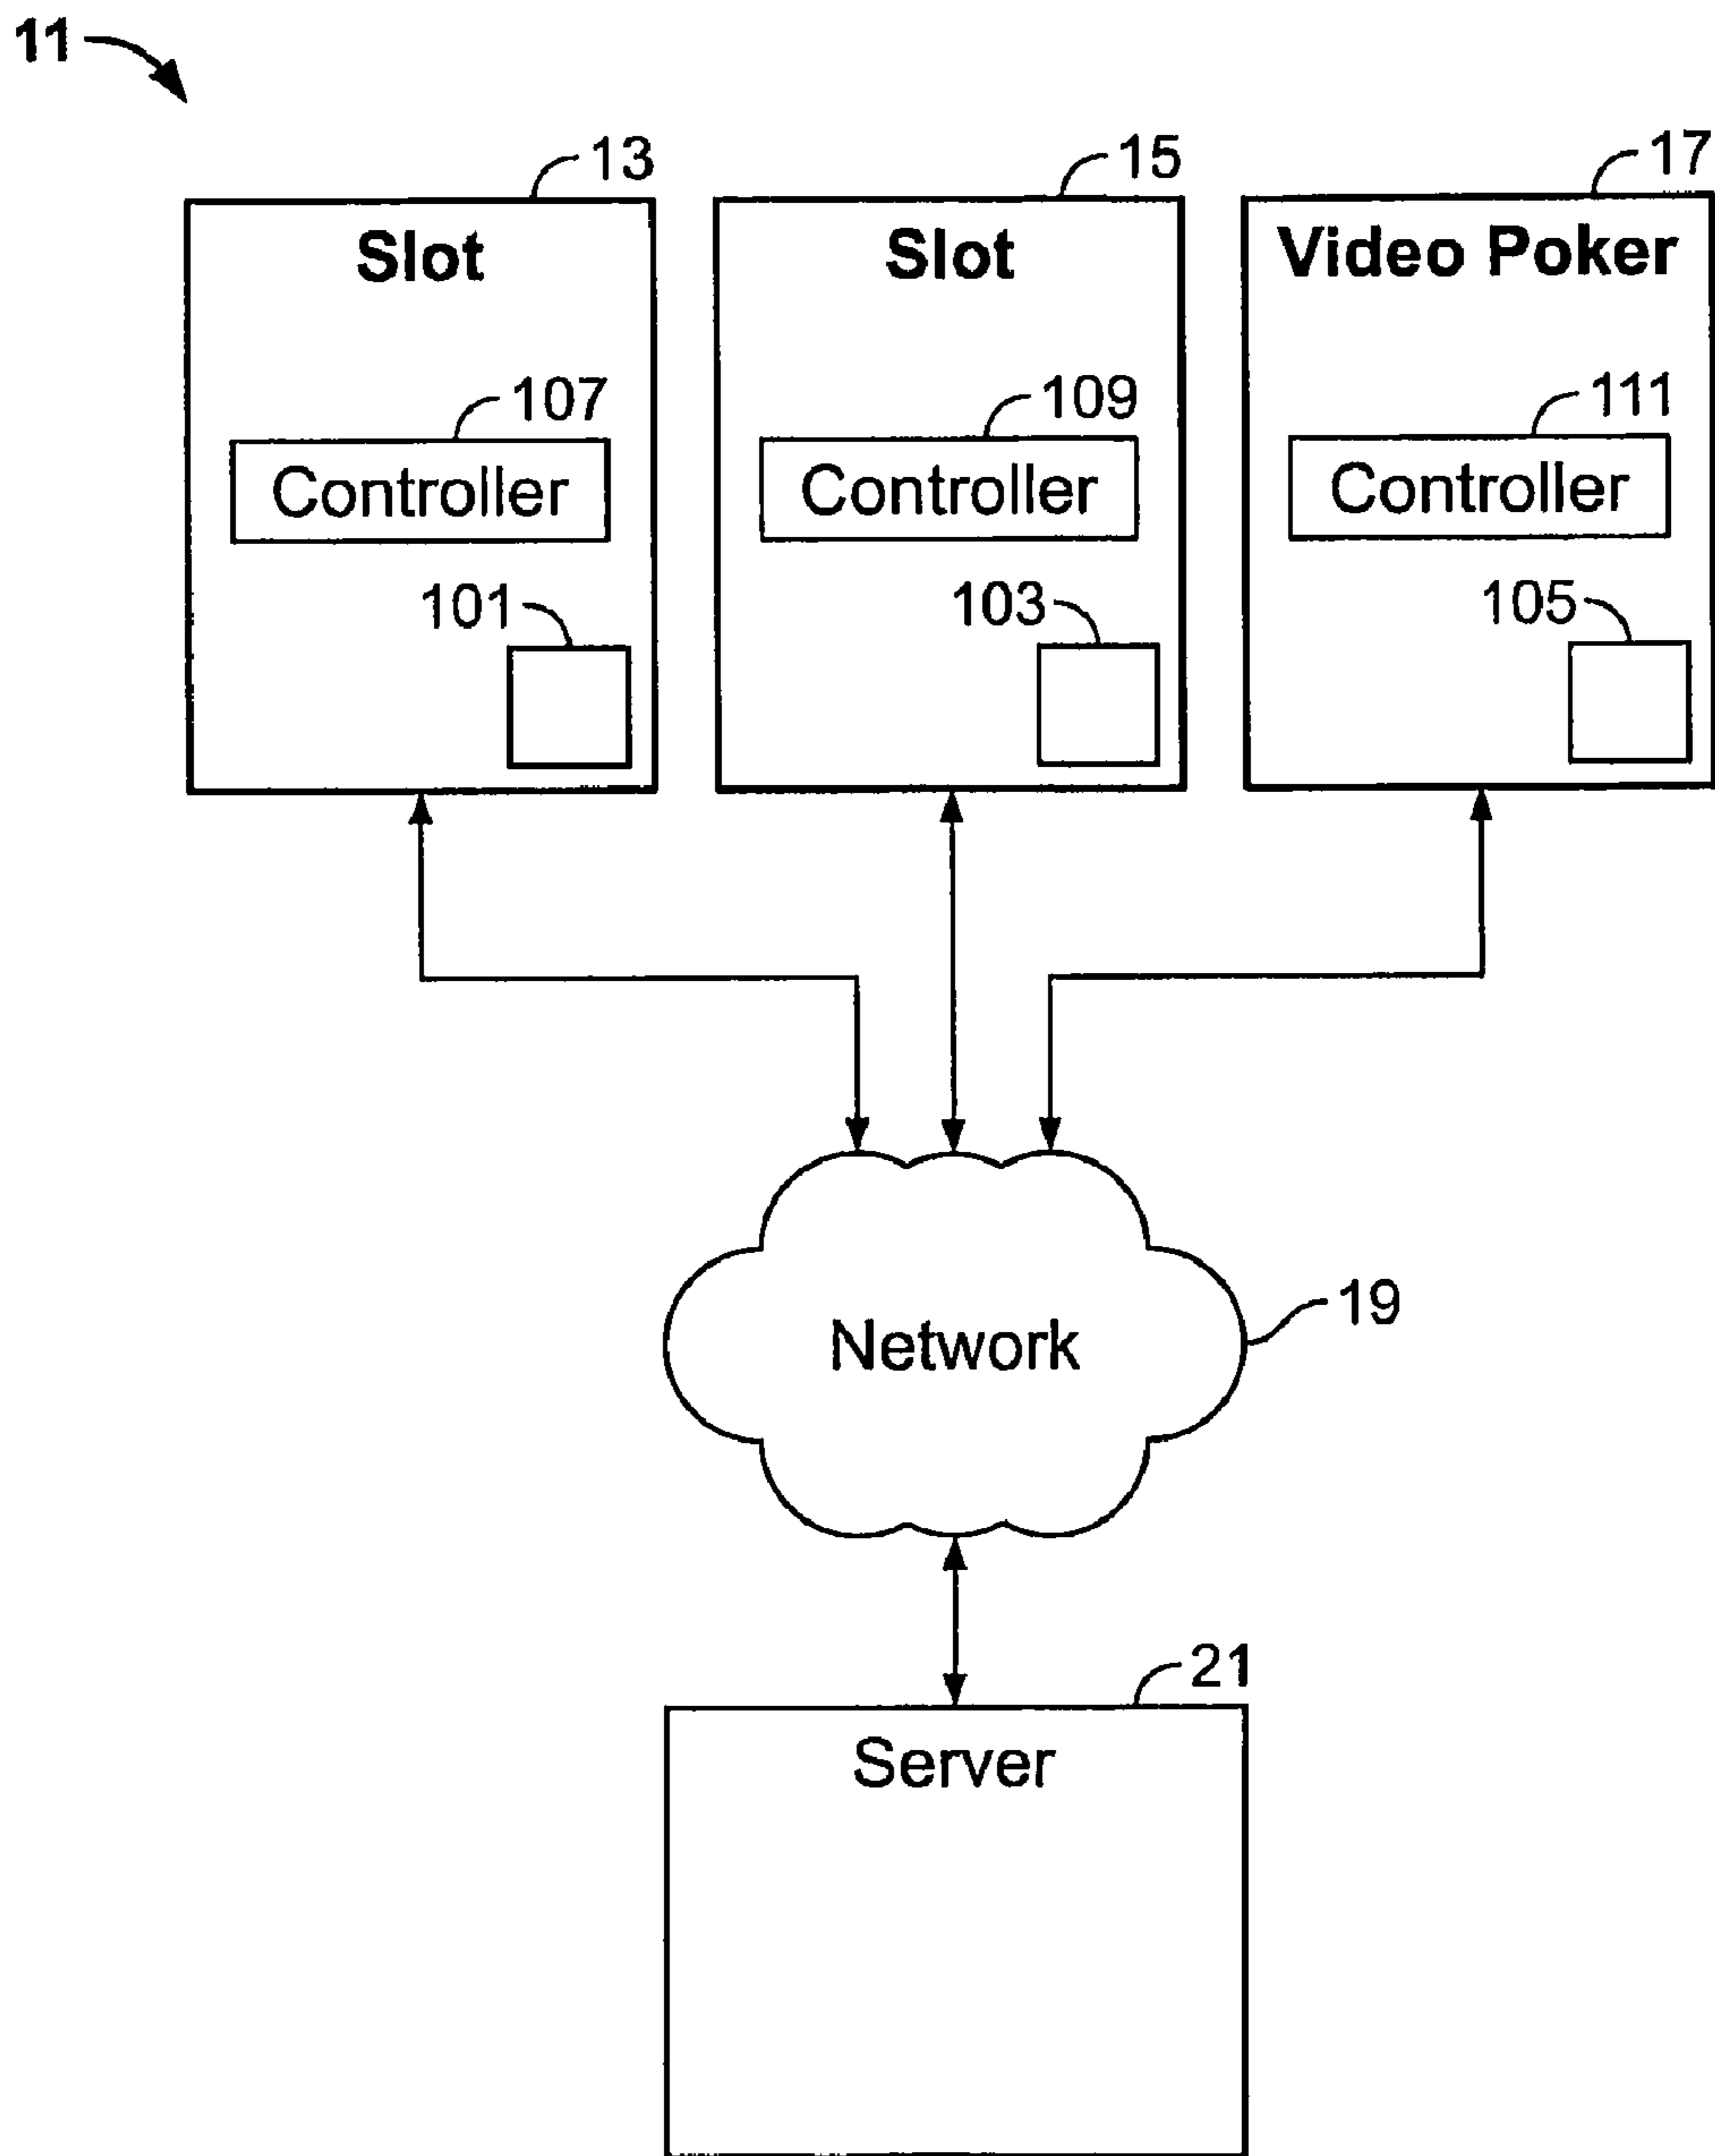 11
13
15
17
Slot
Slot
Video Poker
107
109
111
Controller
Controller
Controller
101
103
105
Network
19
21
Server